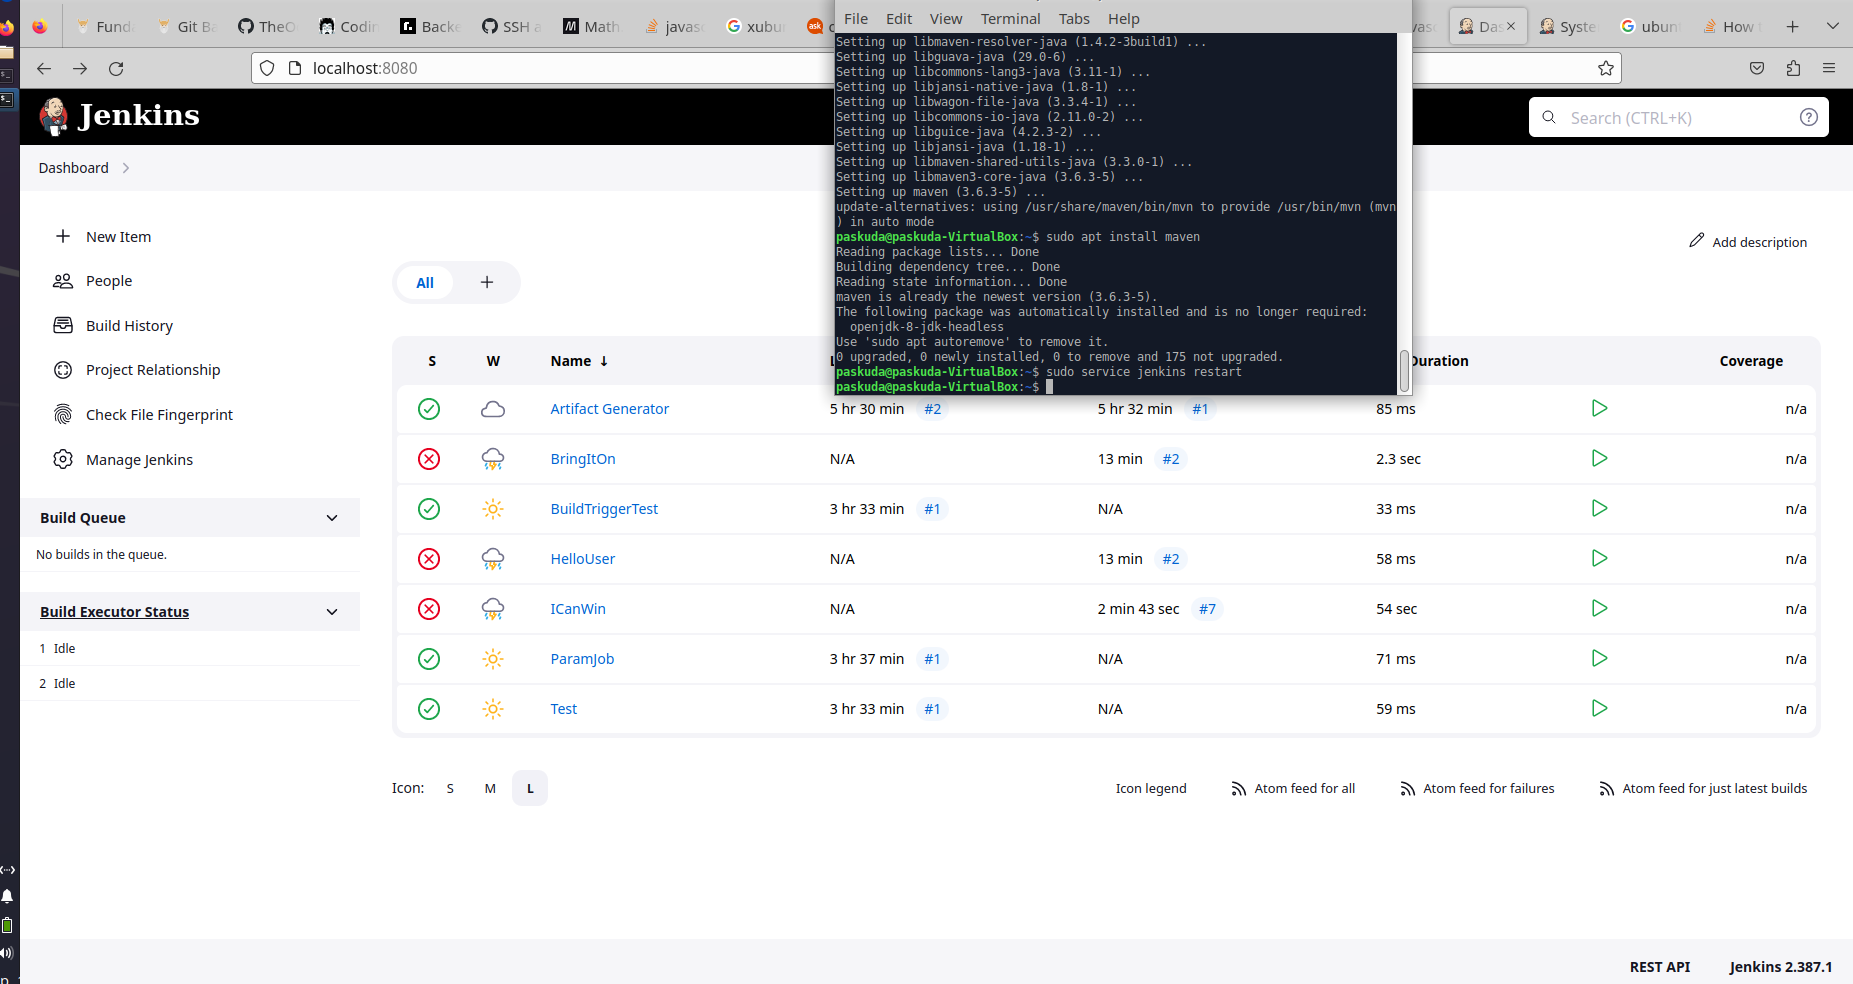 Fund
Git Ba
TheO
Codin
Backe
SSH a
Math
javasc
xubu
ask
Das
Syste
ubun
How t
File Edit View Terminal Tabs Help
localhost:8080
Setting up libmaven-resolver-java (1.4.2-3build1) ...
Setting up libguava-java (29.0-6) ...
Setting up libcommons-lang3-java (3.11-1) ...
Setting up libjansi-native-java (1.8-1) ...
Setting up libwagon-file-java (3.3.4-1) ...
Setting up libcommons-io-java (2.11.0-2) ...
Setting up libguice-java (4.2.3-2) ...
Setting up libjansi-java (1.18-1) ...
Setting up libmaven-shared-utils-java (3.3.0-1) ...
Setting up libmaven3-core-java (3.6.3-5) ...
Setting up maven (3.6.3-5) ...
update-alternatives: using /usr/share/maven/bin/mvn to provide /usr/bin/mvn (mvn
) in auto mode
paskuda@paskuda-VirtualBox:~$ sudo apt install maven
Reading package lists... Done
Building dependency tree... Done
Reading state information... Done
maven is already the newest version (3.6.3-5).
The following package was automatically installed and is no longer required:
openjdk-8-jdk-headless
Use 'sudo apt autoremove' to remove it.
0 upgraded, 0 newly installed, 0 to remove and 175 not upgraded.
paskuda@paskuda-VirtualBox:~$ sudo service jenkins restart
paskuda@paskuda-VirtualBox:~$
Jenkins
Search (CTRL+K)
Dashboard
New Item
People
Build History
Project Relationship
Check File Fingerprint
Manage Jenkins
Build Queue
No builds in the queue.
Build Executor Status
1 Idle
2 Idle
Add description
All +
S W Name ↓ Duration Coverage
Artifact Generator 5 hr 30 min #2 5 hr 32 min #1 85 ms n/a
BringItOn N/A 13 min #2 2.3 sec n/a
BuildTriggerTest 3 hr 33 min #1 N/A 33 ms n/a
HelloUser N/A 13 min #2 58 ms n/a
ICanWin N/A 2 min 43 sec #7 54 sec n/a
ParamJob 3 hr 37 min #1 N/A 71 ms n/a
Test 3 hr 33 min #1 N/A 59 ms n/a
Icon: S M L
Icon legend Atom feed for all Atom feed for failures Atom feed for just latest builds
REST API Jenkins 2.387.1